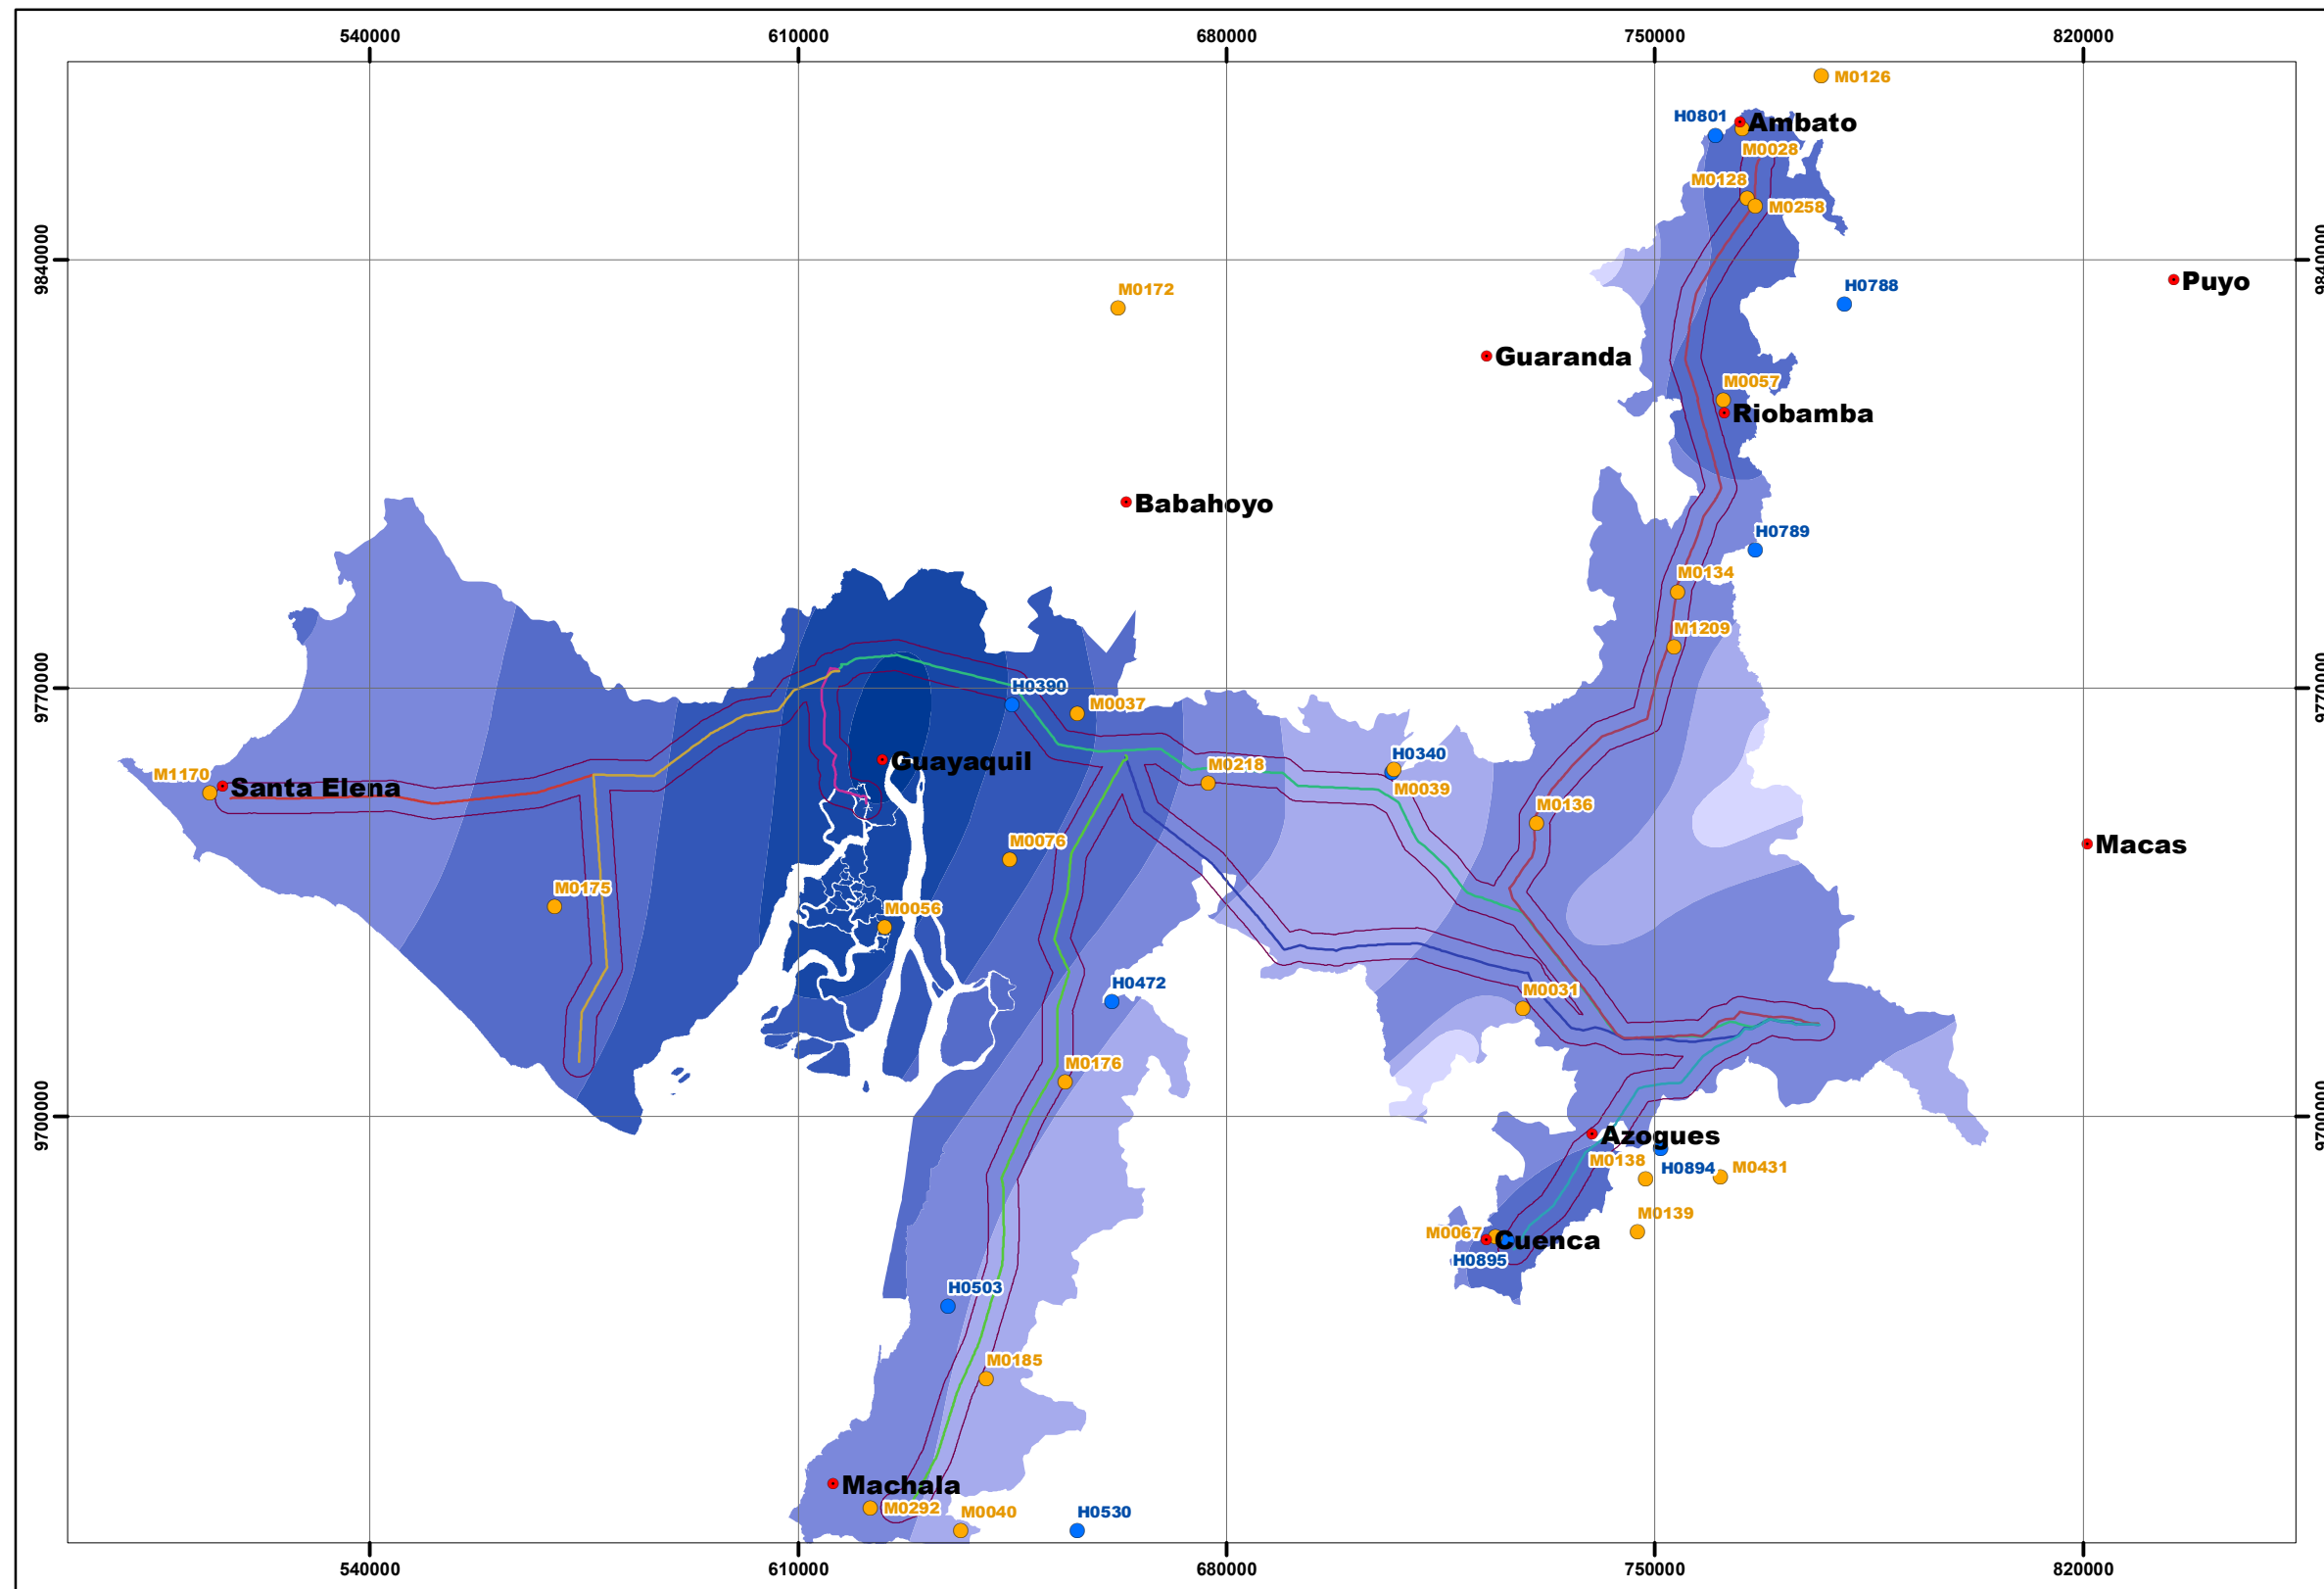 540000
610000
680000
750000
820000
M0126
H0801
Ambato
M0028
M0128
M0258
9840000
9840000
M0172
H0788
Puyo
Guaranda
M0057
Riobamba
Babahoyo
H0789
M0134
M1209
9770000
9770000
H0390
M0037
Guayaquil
H0340
M1170
Santa Elena
M0218
M0039
M0136
M0076
Macas
M0175
M0056
H0472
M0031
M0176
9700000
9700000
Azogues
M0138
H0894
M0431
M0139
M0067
Cuenca
H0895
H0503
M0185
Machala
M0292
M0040
H0530
540000
610000
680000
750000
820000